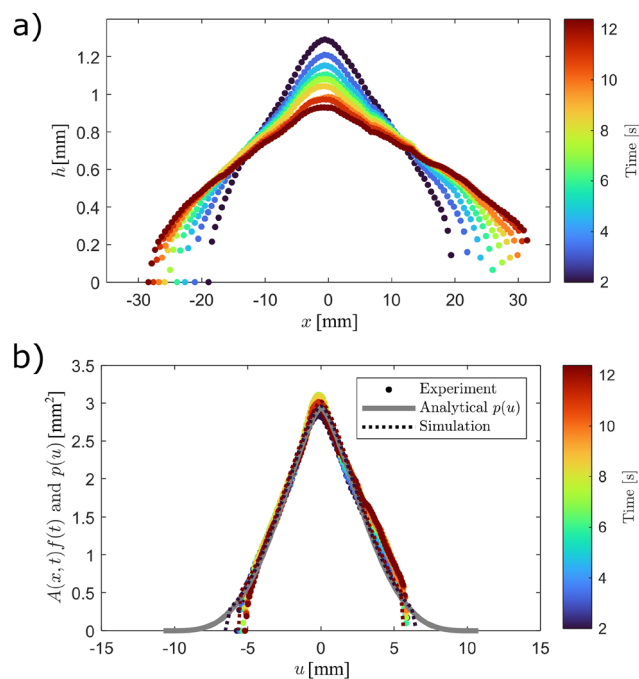 a)
1.2
1
0.8
0.6
0.4
0.2
0
h [mm]
-30 -20 -10 0 10 20 30
x [mm]
12
10
8
6
4
2
Time [s]
b)
3.5
3
2.5
2
1.5
1
0.5
0
A(x, t)f(t) and p(u) [mm²]
-15 -10 -5 0 5 10 15
u [mm]
Experiment
Analytical p(u)
Simulation
12
10
8
6
4
2
Time [s]